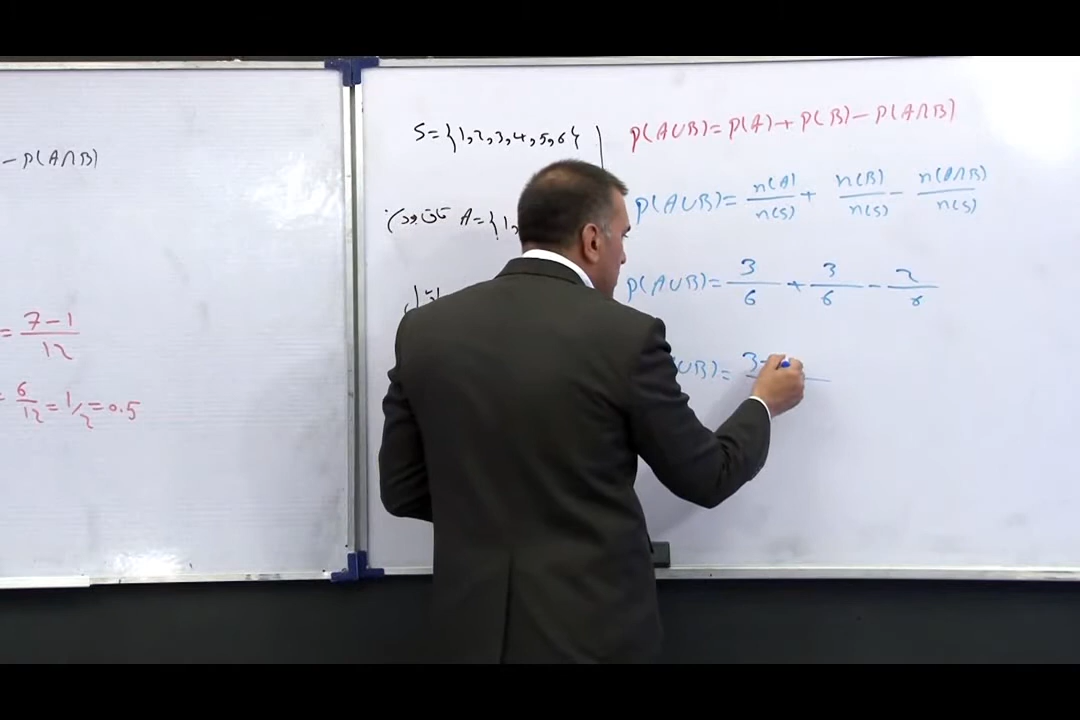 – P(A∩B)
= 7-1/12
= 6/12 = 1/2 = 0.5
S={1,2,3,4,5,6}
A={1,
P(A∪B)=P(A)+P(B)-P(A∩B)
P(A∪B)= n(A)/n(S) + n(B)/n(S) - n(A∩B)/n(S)
P(A∪B)= 3/6 + 3/6 - 2/6
∪B)= 3